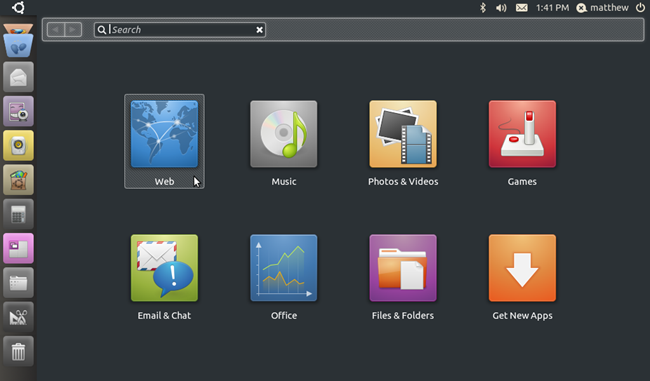 1:41 PM matthew
Search
Web Music Photos & Videos Games
Email & Chat Office Files & Folders Get New Apps